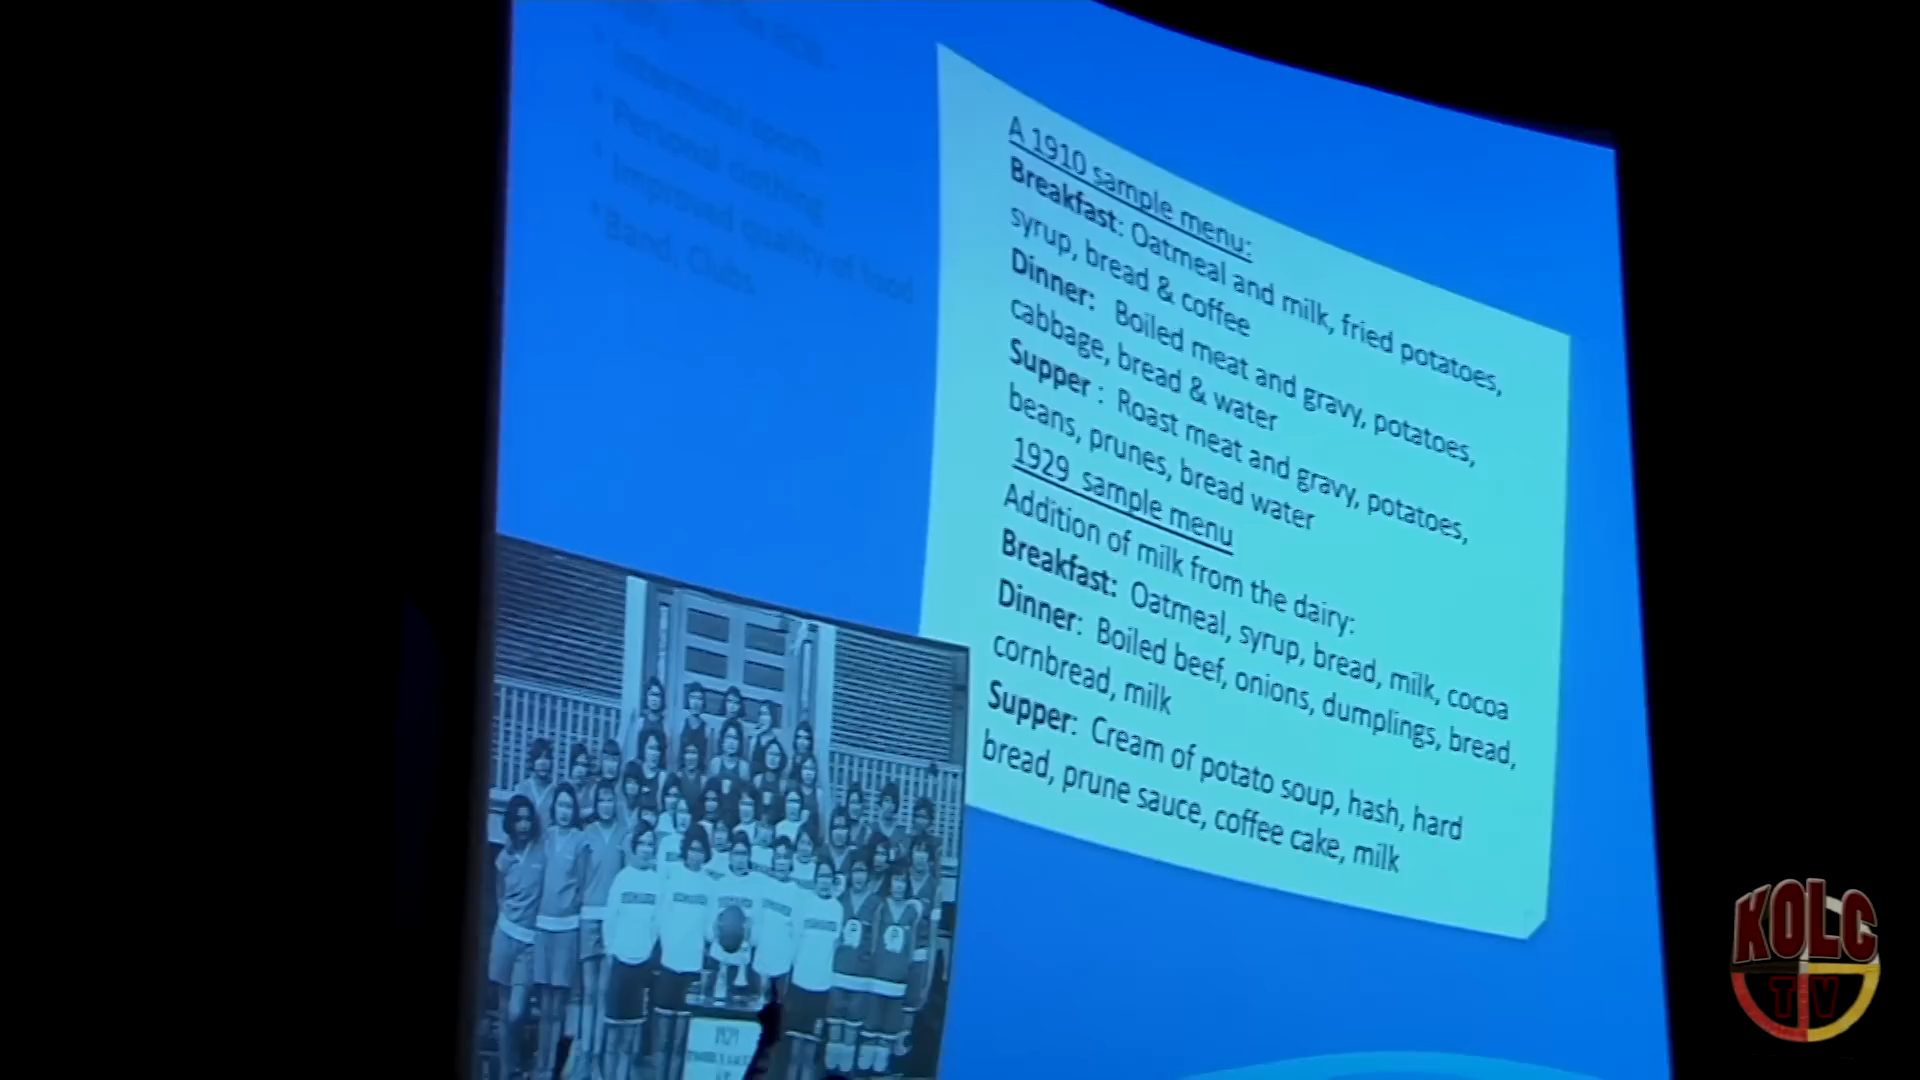 Intermural sports
Personal clothing
Improved quality of food
Band, Clubs
A 1910 sample menu:
Breakfast: Oatmeal and milk, fried potatoes,
syrup, bread & coffee
Dinner: Boiled meat and gravy, potatoes,
cabbage, bread & water
Supper : Roast meat and gravy, potatoes,
beans, prunes, bread water
1929 sample menu
Addition of milk from the dairy:
Breakfast: Oatmeal, syrup, bread, milk, cocoa
Dinner: Boiled beef, onions, dumplings, bread,
cornbread, milk
Supper: Cream of potato soup, hash, hard
bread, prune sauce, coffee cake, milk
1929
KOLC
TV